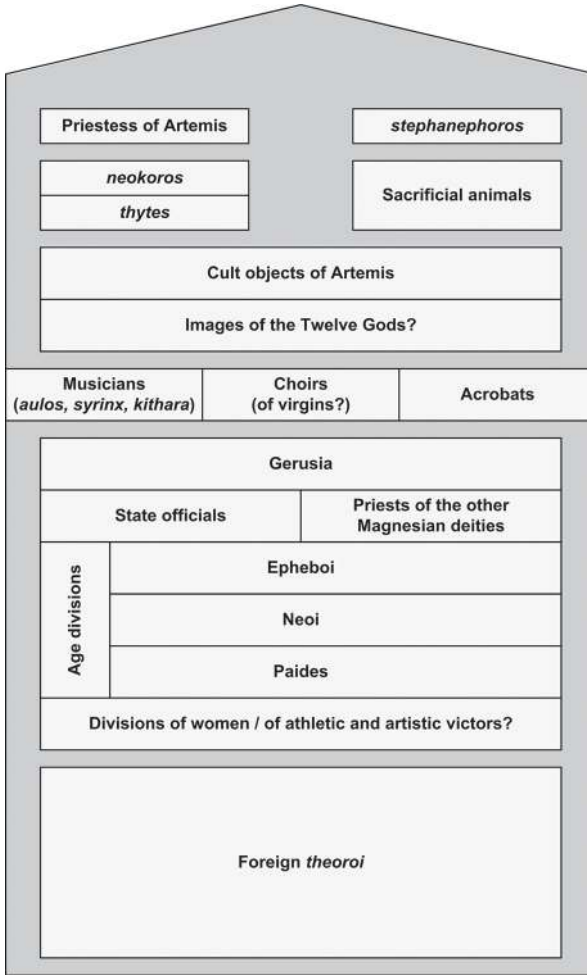 Priestess of Artemis
stephanephoros
neokoros
thytes
Sacrificial animals
Cult objects of Artemis
Images of the Twelve Gods?
Musicians
(aulos, syrinx, kithara)
Choirs
(of virgins?)
Acrobats
Gerusia
State officials
Priests of the other
Magnesian deities
Age divisions
Epheboi
Neoi
Paides
Divisions of women / of athletic and artistic victors?
Foreign theoroi